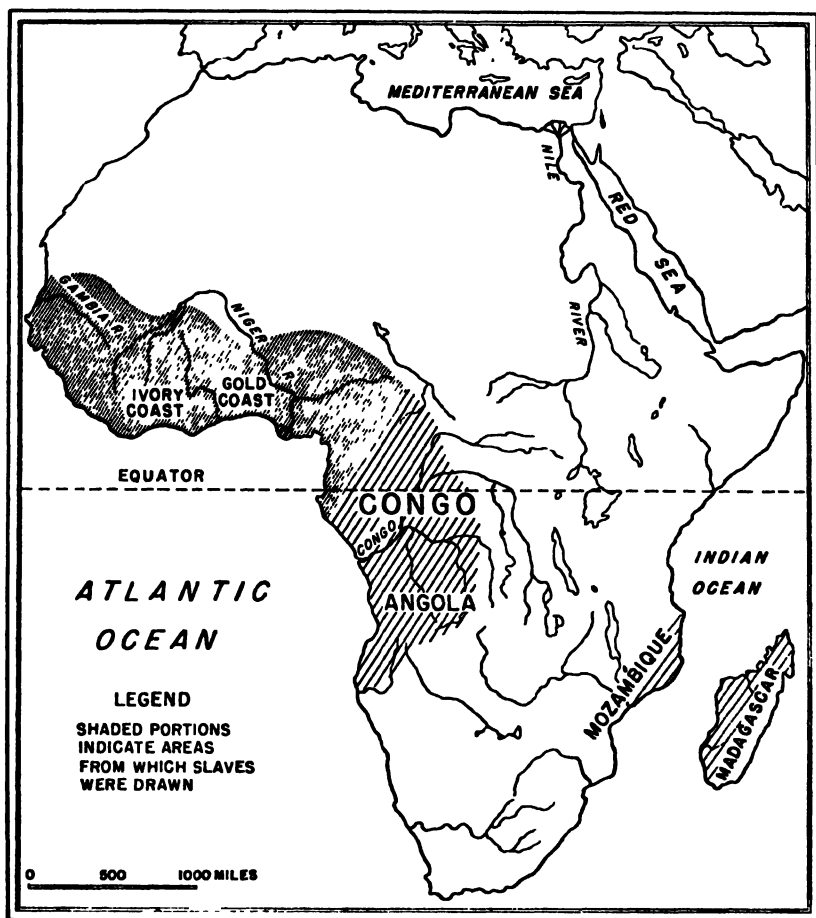 MEDITERRANEAN SEA
NILE
RED
SEA
RIVER
GAMBIA R.
NIGER
R.
IVORY
COAST
GOLD
COAST
EQUATOR
CONGO
CONGO
ANGOLA
ATLANTIC
OCEAN
INDIAN
OCEAN
MOZAMBIQUE
MADAGASCAR
LEGEND
SHADED PORTIONS
INDICATE AREAS
FROM WHICH SLAVES
WERE DRAWN
0 500 1000 MILES